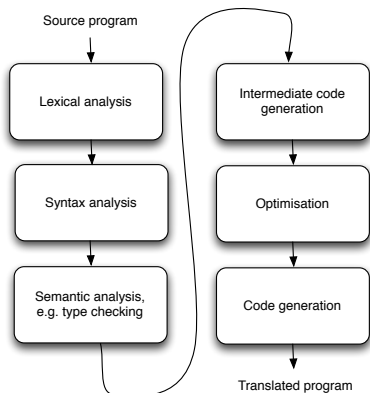 Source program
Lexical analysis
Syntax analysis
Semantic analysis,
e.g. type checking
Intermediate code
generation
Optimisation
Code generation
Translated program